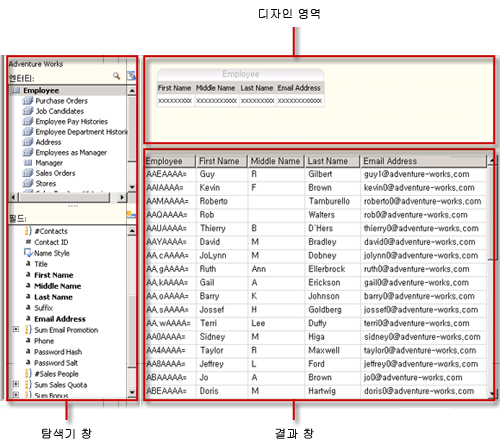 디자인 영역
Adventure Works
엔터티:
Employee
Purchase Orders
Job Candidates
Employee Pay Histories
Employee Department Histories
Address
Employees as Manager
Manager
Sales Orders
Stores
필드:
#Contacts
# Contact ID
Name Style
a Title
a First Name
a Middle Name
a Last Name
a Suffix
a Email Address
Sum Email Promotion
a Phone
a Password Hash
a Password Salt
#Sales People
Sum Sales Quota
Sum Bonus
Employee
First Name Middle Name Last Name Email Address
xxxxxxxxx xxxxxxxxxx xxxxxxxxx xxxxxxxxxxxx
Employee First Name Middle Name Last Name Email Address
AAEAAAA= Guy R Gilbert guy1@adventure-works,com
AAIAAAA= Kevin F Brown kevin0@adventure-works,com
AAMAAAA= Roberto Tamburello roberto0@adventure-works,com
AAQAAAA= Rob Walters rob0@adventure-works,com
AAUAAAA= Thierry B D'Hers thierry0@adventure-works,com
AAYAAAA= David M Bradley david0@adventure-works,com
AA,cAAAA= JoLynn M Dobney jolynn0@adventure-works,com
AA,gAAAA= Ruth Ann Ellerbrock ruth0@adventure-works,com
AA,kAAAA= Gail A Erickson gail0@adventure-works,com
AA,oAAAA= Barry K Johnson barry0@adventure-works,com
AA,sAAAA= Jossef H Goldberg jossef0@adventure-works,com
AA,wAAAA= Terri Lee Duffy terri0@adventure-works,com
AA0AAAA= Sidney M Higa sidney0@adventure-works,com
AA4AAAA= Taylor R Maxwell taylor0@adventure-works,com
AA8AAAA= Jeffrey L Ford jeffrey0@adventure-works,com
ABAAAAA= Jo A Brown jo0@adventure-works,com
ABEAAAA= Doris M Hartwig doris0@adventure-works,com
탐색기 창
결과 창